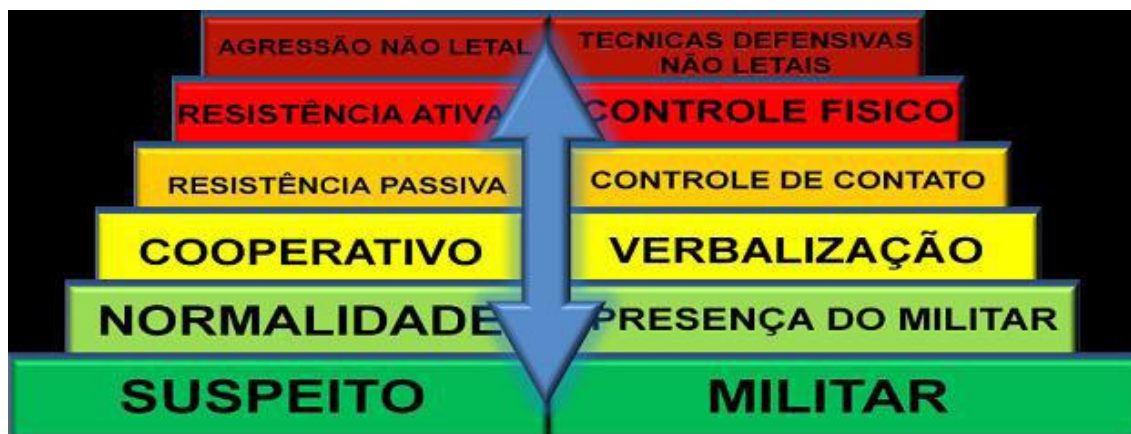 AGRESSÃO NÃO LETAL
TECNICAS DEFENSIVAS
NÃO LETAIS
RESISTÊNCIA ATIVA
CONTROLE FISICO
RESISTÊNCIA PASSIVA
CONTROLE DE CONTATO
COOPERATIVO
VERBALIZAÇÃO
NORMALIDADE
PRESENÇA DO MILITAR
SUSPEITO
MILITAR